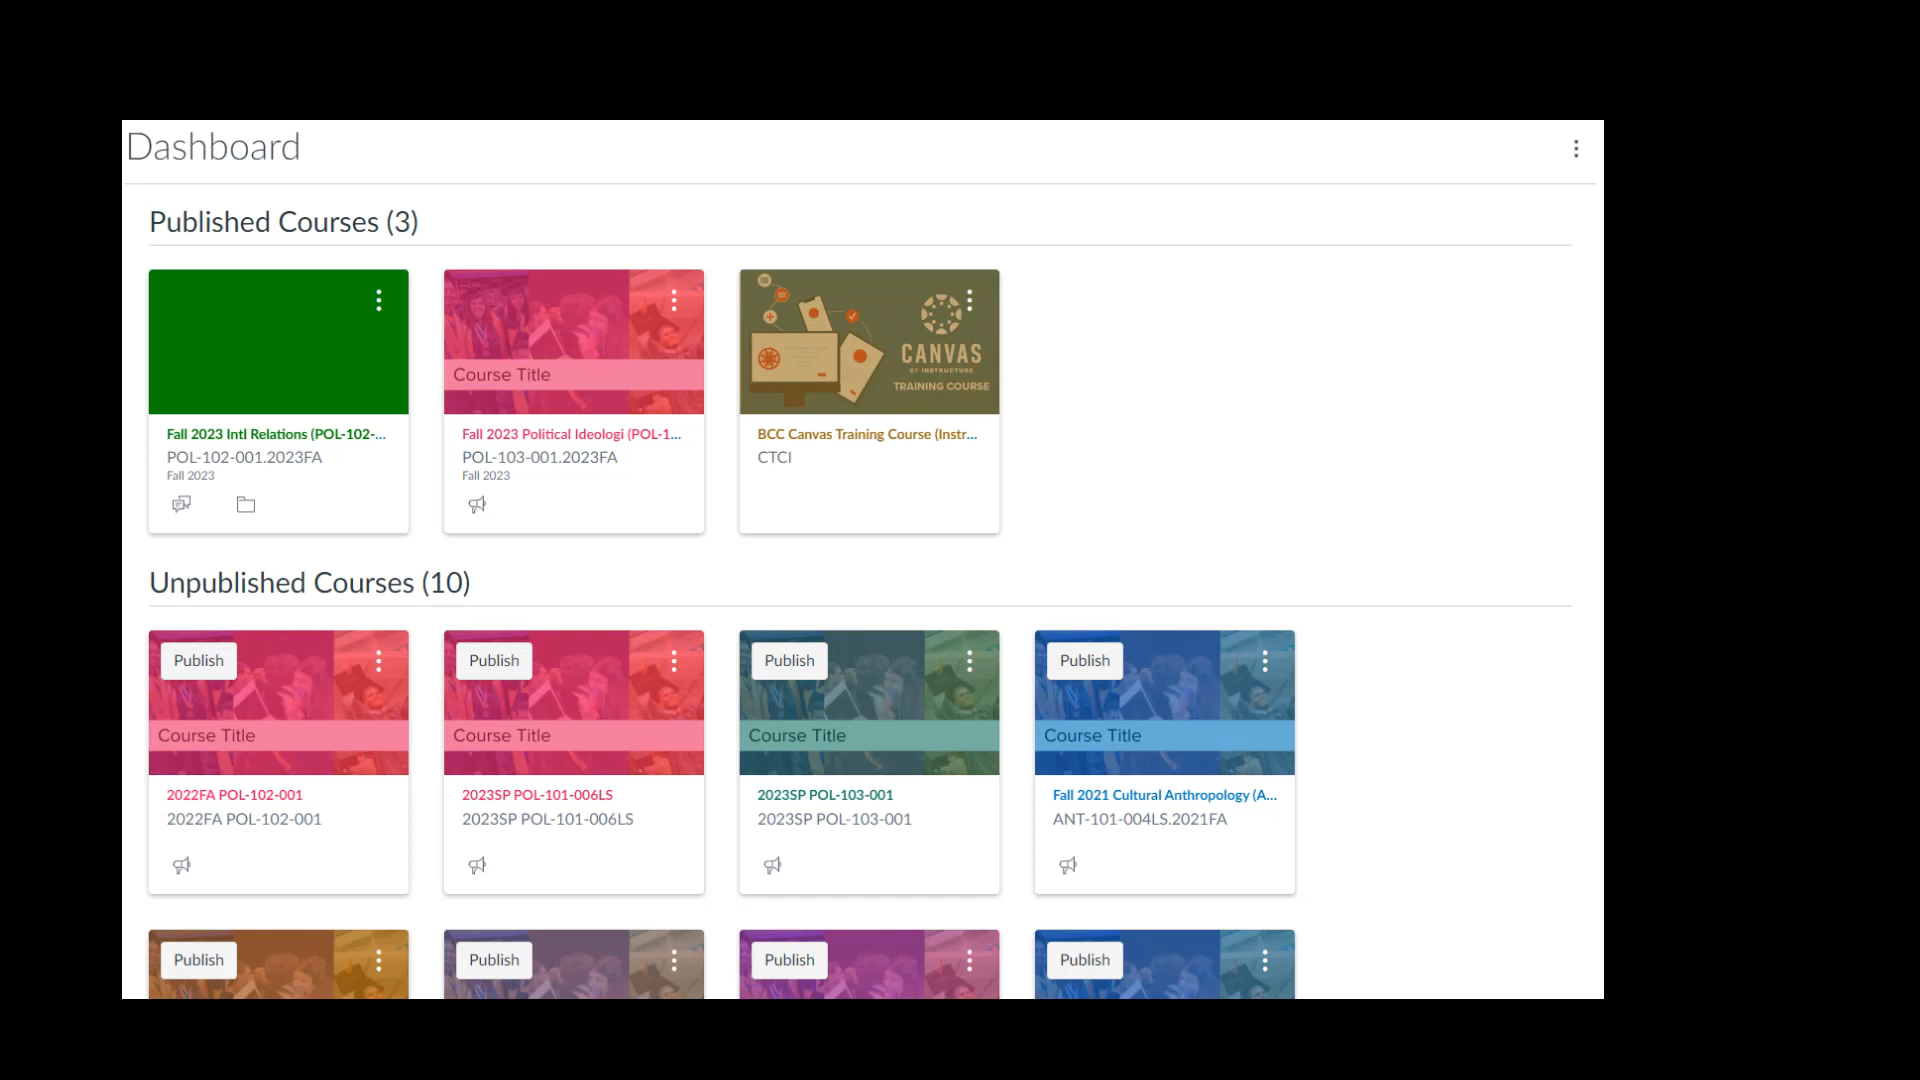 Dashboard
Published Courses (3)
Course Title
CANVAS
BY INSTRUCTURE
TRAINING COURSE
Fall 2023 Intl Relations (POL-102-...
POL-102-001.2023FA
Fall 2023
Fall 2023 Political Ideologi (POL-1...
POL-103-001.2023FA
Fall 2023
BCC Canvas Training Course (Instr...
CTCI
Unpublished Courses (10)
Publish
Course Title
2022FA POL-102-001
2022FA POL-102-001
Publish
Course Title
2023SP POL-101-006LS
2023SP POL-101-006LS
Publish
Course Title
2023SP POL-103-001
2023SP POL-103-001
Publish
Course Title
Fall 2021 Cultural Anthropology (A...
ANT-101-004LS.2021FA
Publish
Publish
Publish
Publish